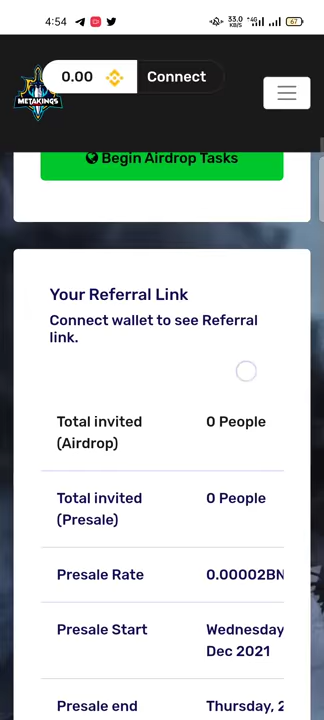 4:54
33.0
KB/S
4G
67
METAKINGS
0.00
Connect
Begin Airdrop Tasks
Your Referral Link
Connect wallet to see Referral
link.
Total invited
(Airdrop)
0 People
Total invited
(Presale)
0 People
Presale Rate
0.00002BN
Presale Start
Wednesday
Dec 2021
Presale end
Thursday, 2